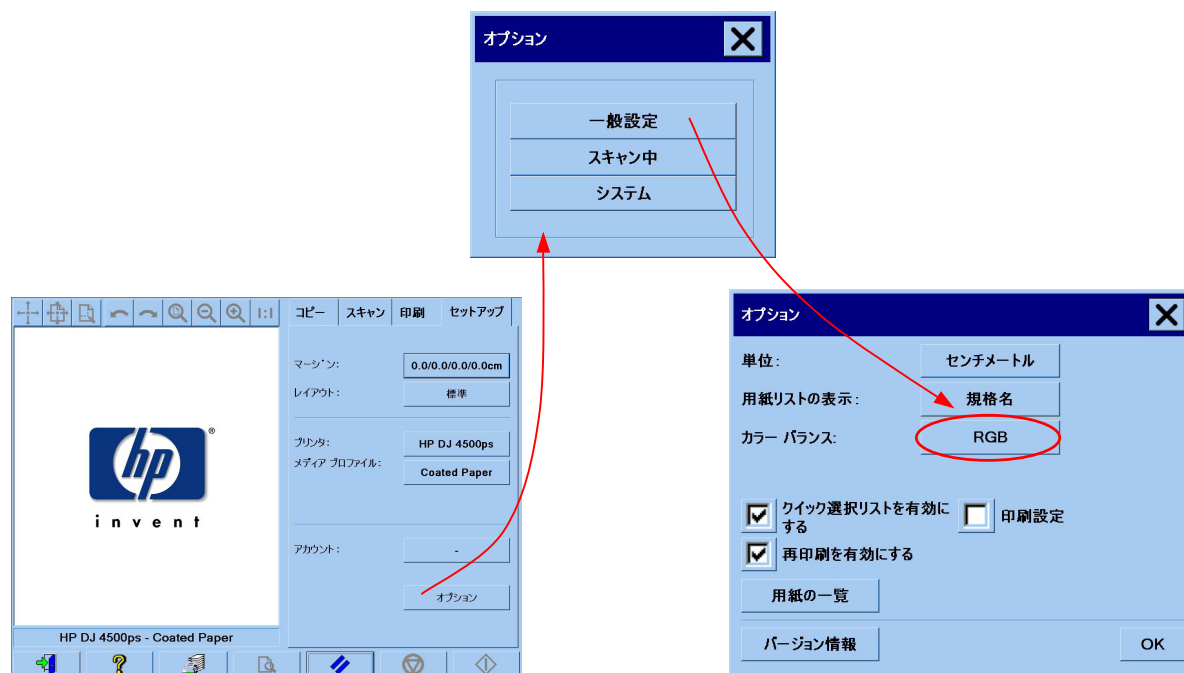 オプション
一般設定
スキャン中
システム
1:1
コピー スキャン 印刷 セットアップ
マージン: 0.0/0.0/0.0/0.0cm
レイアウト: 標準
プリンタ: HP DJ 4500ps
メディア プロファイル: Coated Paper
アカウント: -
オプション
hp®
invent
HP DJ 4500ps - Coated Paper
オプション
単位: センチメートル
用紙リストの表示: 規格名
カラー バランス: RGB
クイック選択リストを有効に
する
印刷設定
再印刷を有効にする
用紙の一覧
バージョン情報 OK